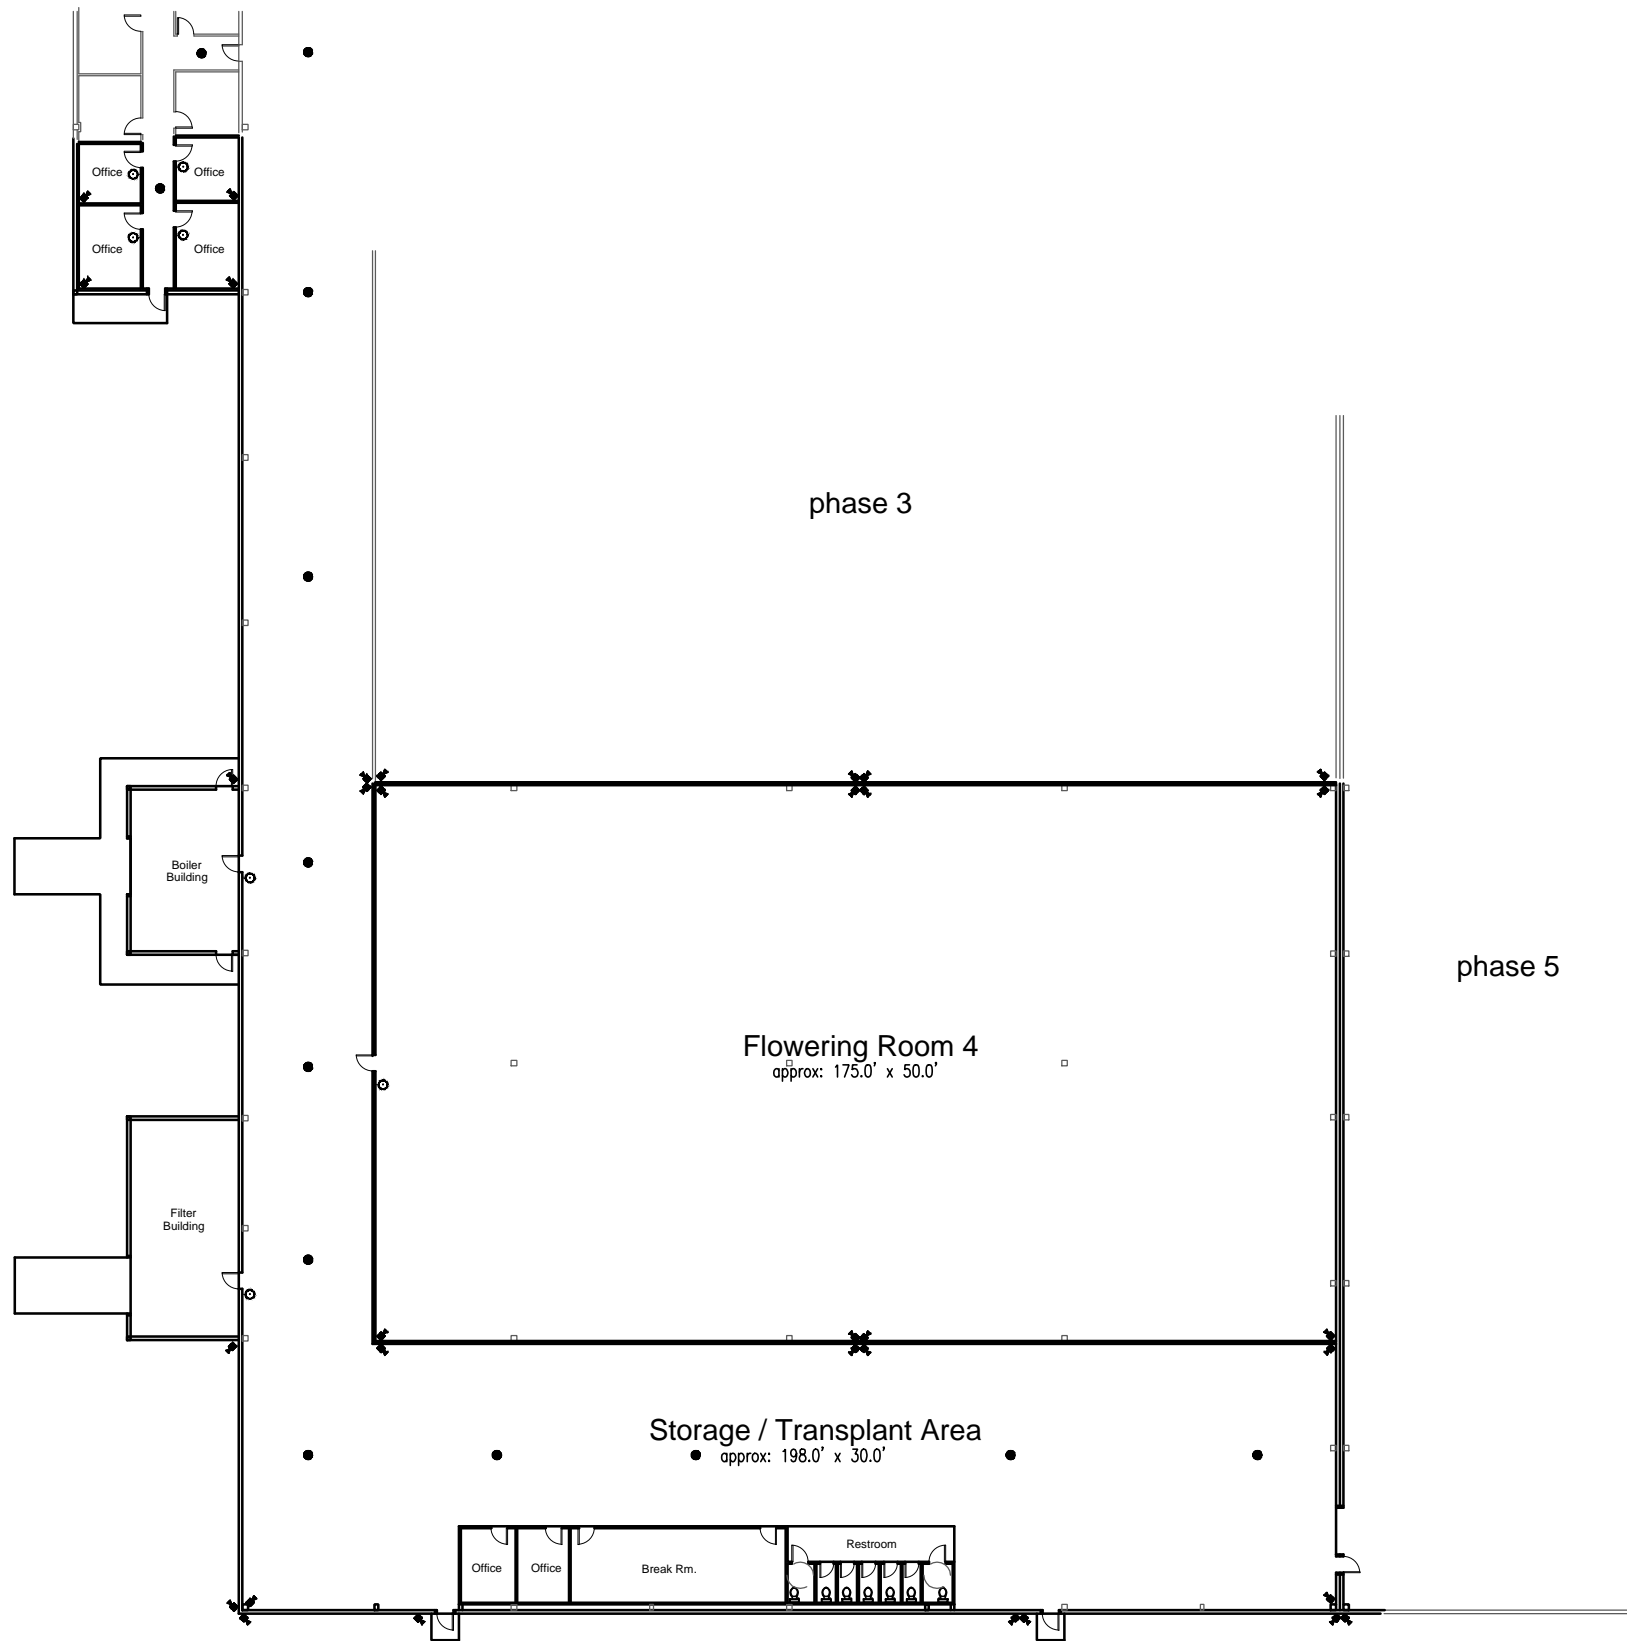 Office
Office
Office
Office
phase 3
Boiler
Building
phase 5
Flowering Room 4
approx: 175.0' x 50.0'
Filter
Building
Storage / Transplant Area
approx: 198.0' x 30.0'
Restroom
Office
Office
Break Rm.